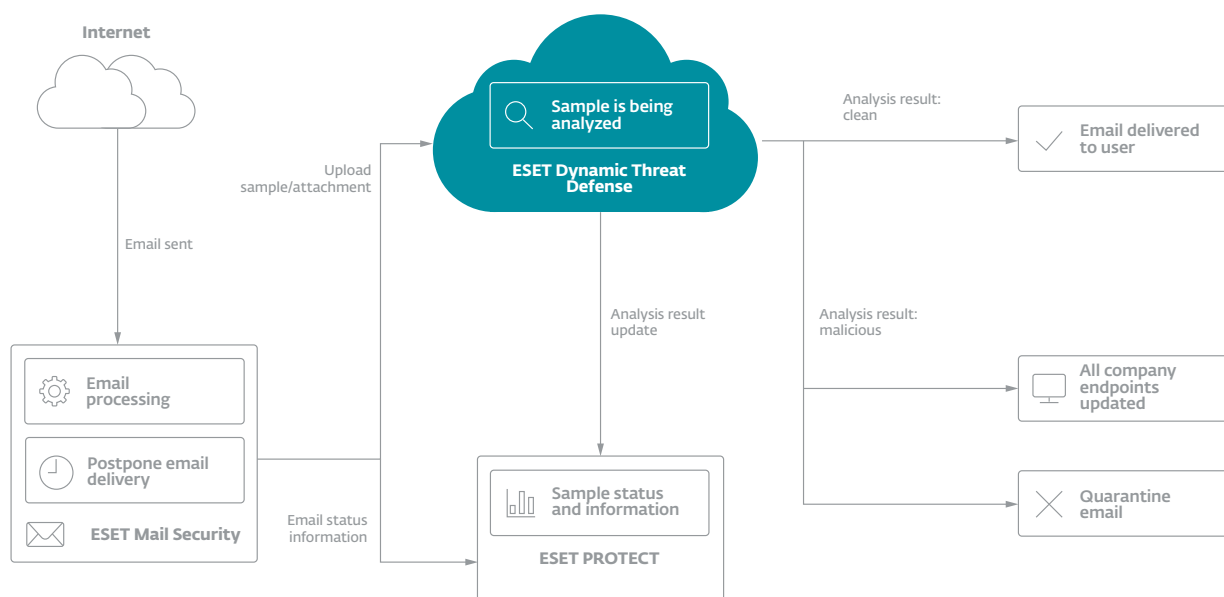 Internet
Email sent
Email
processing
Postpone email
delivery
ESET Mail Security
Upload
sample/attachment
Email status
information
Sample is being
analyzed
ESET Dynamic Threat
Defense
Analysis result
update
Sample status
and information
ESET PROTECT
Analysis result:
clean
Email delivered
to user
Analysis result:
malicious
All company
endpoints
updated
Quarantine
email